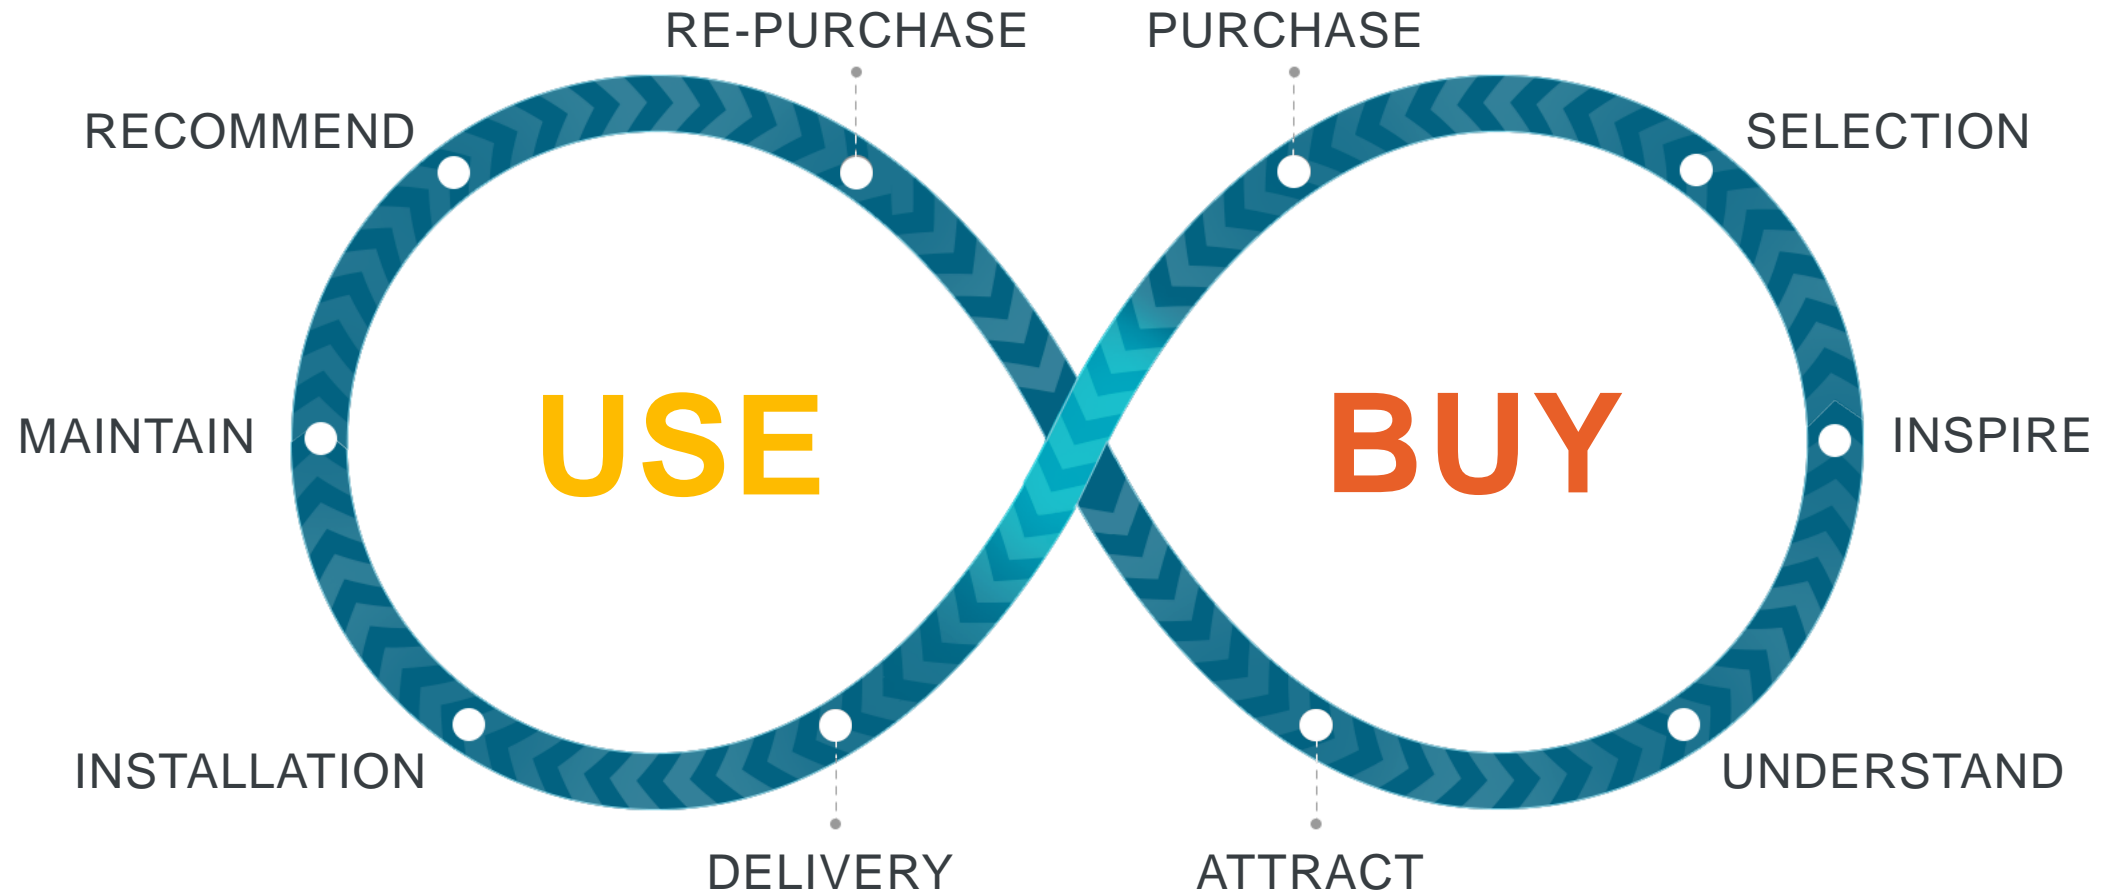 RE-PURCHASE
PURCHASE
RECOMMEND
SELECTION
MAINTAIN
USE
BUY
INSPIRE
INSTALLATION
UNDERSTAND
DELIVERY
ATTRACT